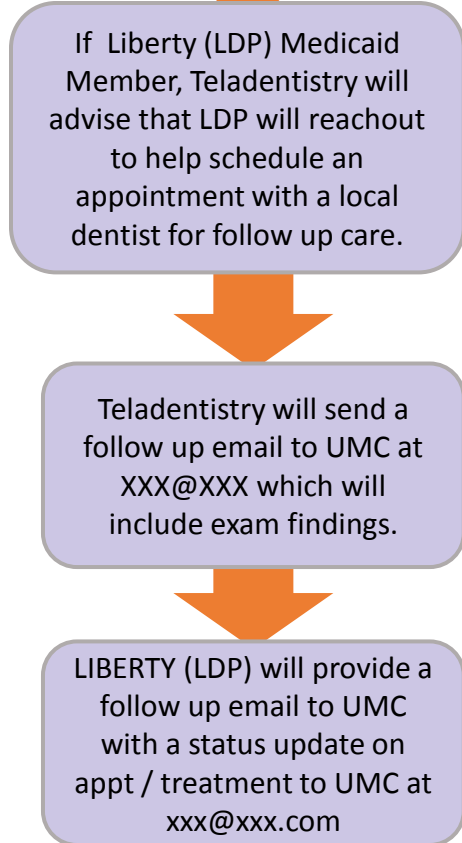 If Liberty (LDP) Medicaid
Member, Teladentistry will
advise that LDP will reachout
to help schedule an
appointment with a local
dentist for follow up care.
Teladentistry will send a
follow up email to UMC at
XXX@XXX which will
include exam findings.
LIBERTY (LDP) will provide a
follow up email to UMC
with a status update on
appt / treatment to UMC at
xxx@xxx.com